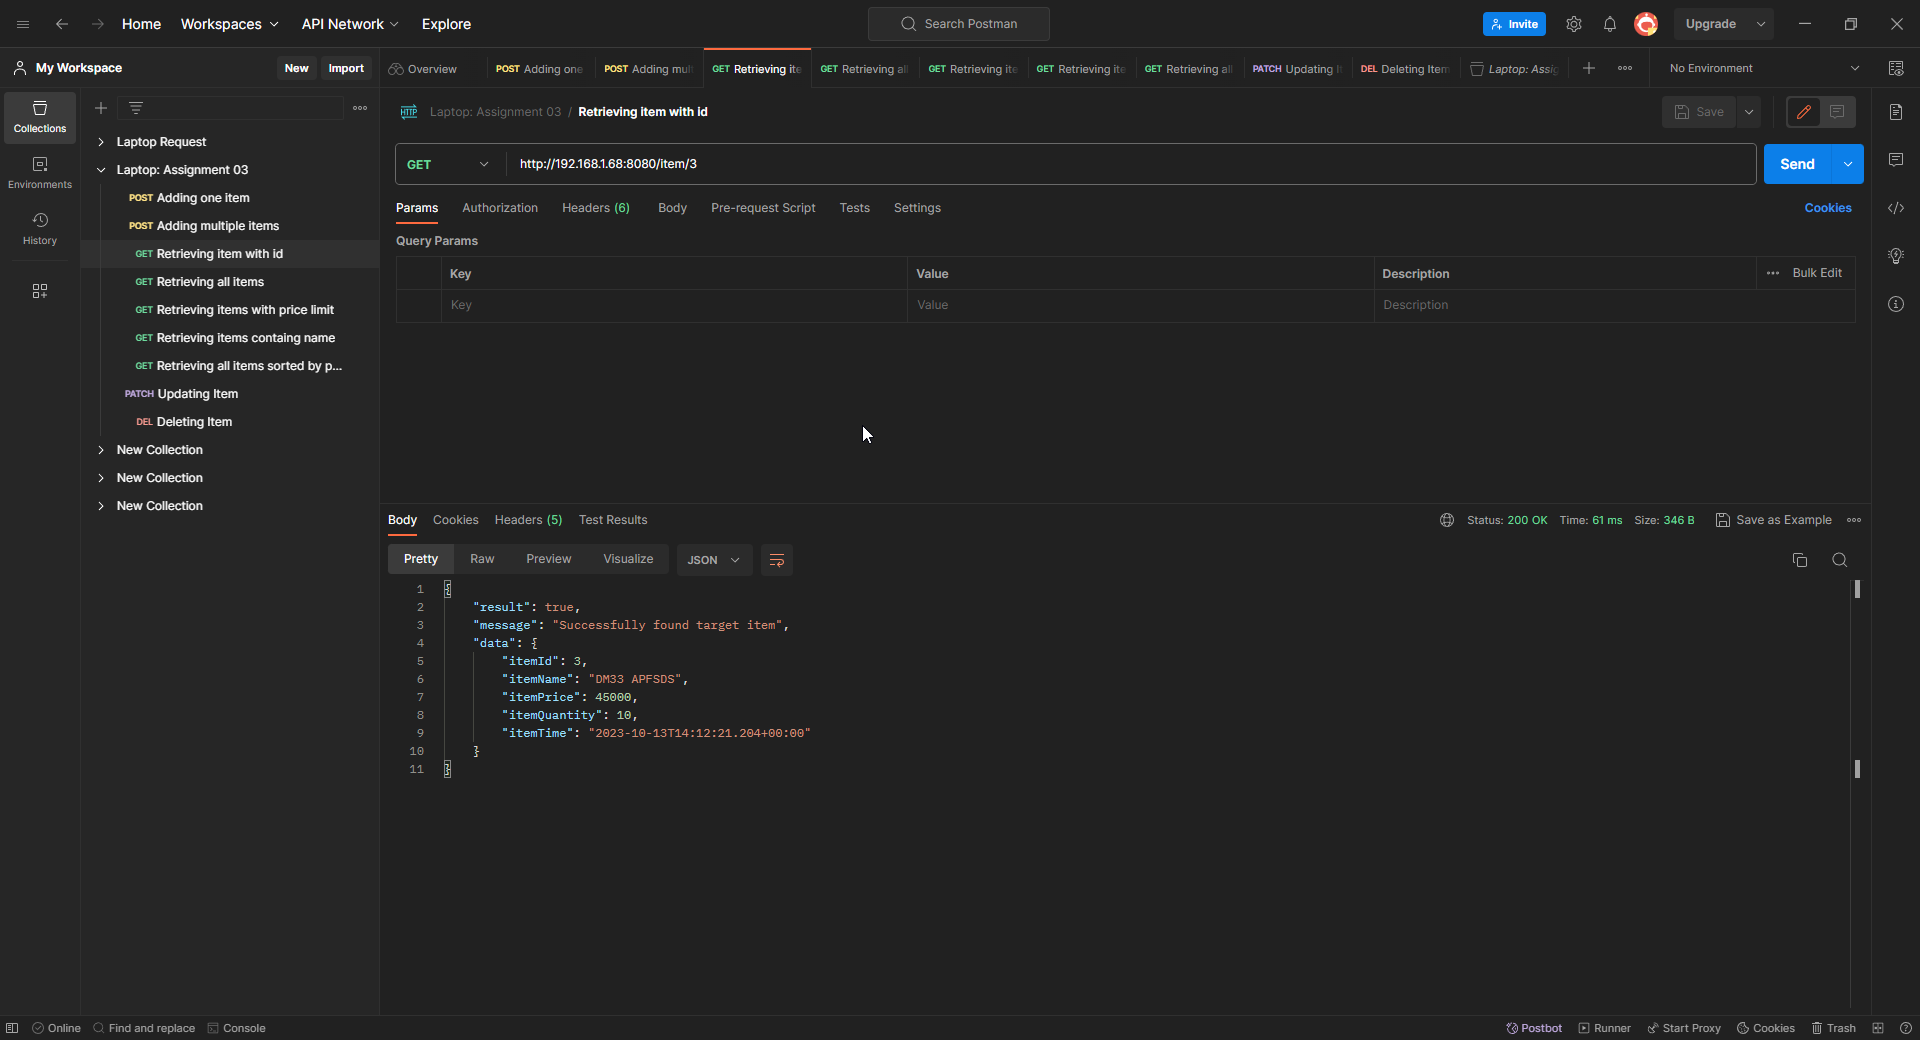 Home Workspaces API Network Explore Search Postman Invite Upgrade
My Workspace New Import Overview POST Adding one POST Adding mul GET Retrieving ite GET Retrieving al GET Retrieving ite GET Retrieving ite GET Retrieving all PATCH Updating I DEL Deleting Item Laptop: Assig No Environment
Collections
Environments
History
Laptop Request
Laptop: Assignment 03
POST Adding one item
POST Adding multiple items
GET Retrieving item with id
GET Retrieving all items
GET Retrieving items with price limit
GET Retrieving items containg name
GET Retrieving all items sorted by p...
PATCH Updating Item
DEL Deleting Item
New Collection
New Collection
New Collection
HTTP Laptop: Assignment 03 / Retrieving item with id Save
GET http://192.168.1.68:8080/item/3 Send
Params Authorization Headers (6) Body Pre-request Script Tests Settings Cookies
Query Params
Key Value Description Bulk Edit
Key Value Description
Body Cookies Headers (5) Test Results Status: 200 OK Time: 61 ms Size: 346 B Save as Example
Pretty Raw Preview Visualize JSON
1 {
2 "result": true,
3 "message": "Successfully found target item",
4 "data": {
5 "itemId": 3,
6 "itemName": "DM33 APFSDS",
7 "itemPrice": 45000,
8 "itemQuantity": 10,
9 "itemTime": "2023-10-13T14:12:21.204+00:00"
10 }
11 }
Online Find and replace Console Postbot Runner Start Proxy Cookies Trash